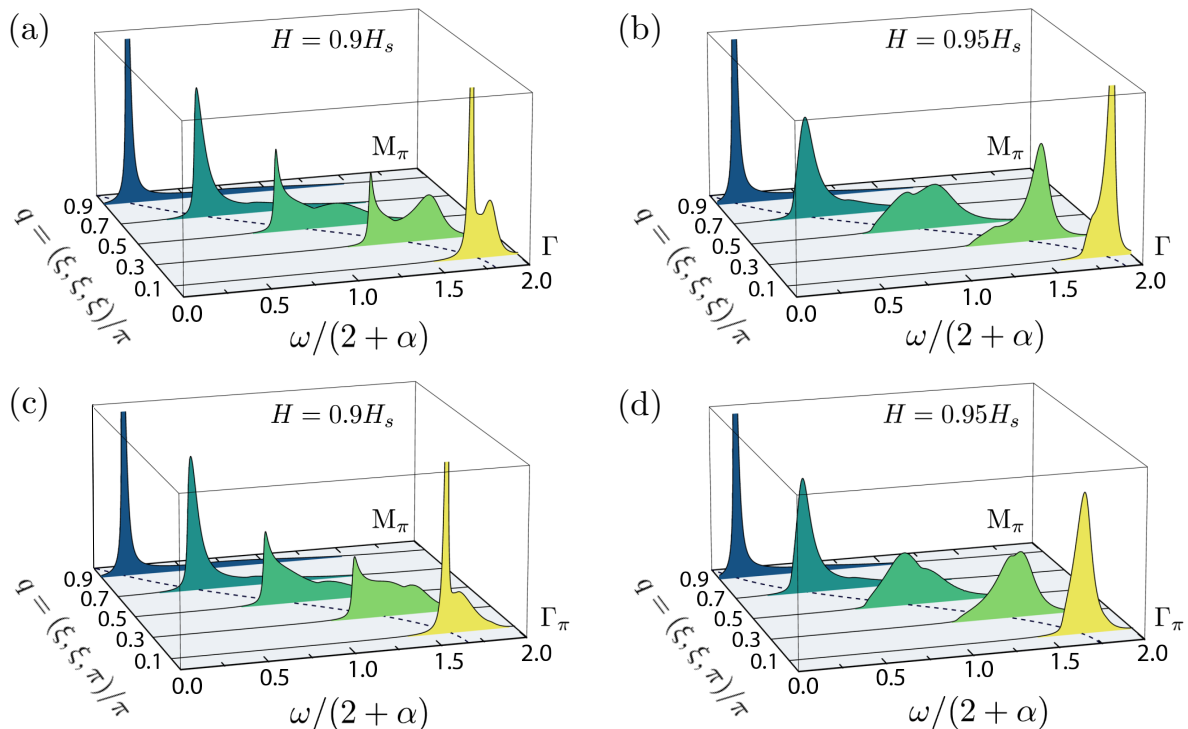 (a)
H = 0.9H_s
M_π
Γ
0.9
0.7
0.5
0.3
0.1
q = (ξ, ξ, ξ)/π
0.0
0.5
1.0
1.5
2.0
ω/(2 + α)
(b)
H = 0.95H_s
M_π
Γ
0.9
0.7
0.5
0.3
0.1
q = (ξ, ξ, ξ)/π
0.0
0.5
1.0
1.5
2.0
ω/(2 + α)
(c)
H = 0.9H_s
M_π
Γ_π
0.9
0.7
0.5
0.3
0.1
q = (ξ, ξ, π)/π
0.0
0.5
1.0
1.5
2.0
ω/(2 + α)
(d)
H = 0.95H_s
M_π
Γ_π
0.9
0.7
0.5
0.3
0.1
q = (ξ, ξ, π)/π
0.0
0.5
1.0
1.5
2.0
ω/(2 + α)